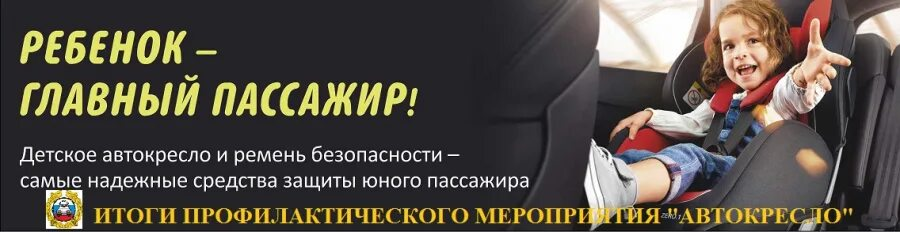 РЕБЕНОК –
ГЛАВНЫЙ ПАССАЖИР!
Детское автокресло и ремень безопасности –
самые надежные средства защиты юного пассажира
ИТОГИ ПРОФИЛАКТИЧЕСКОГО МЕРОПРИЯТИЯ "АВТОКРЕСЛО"